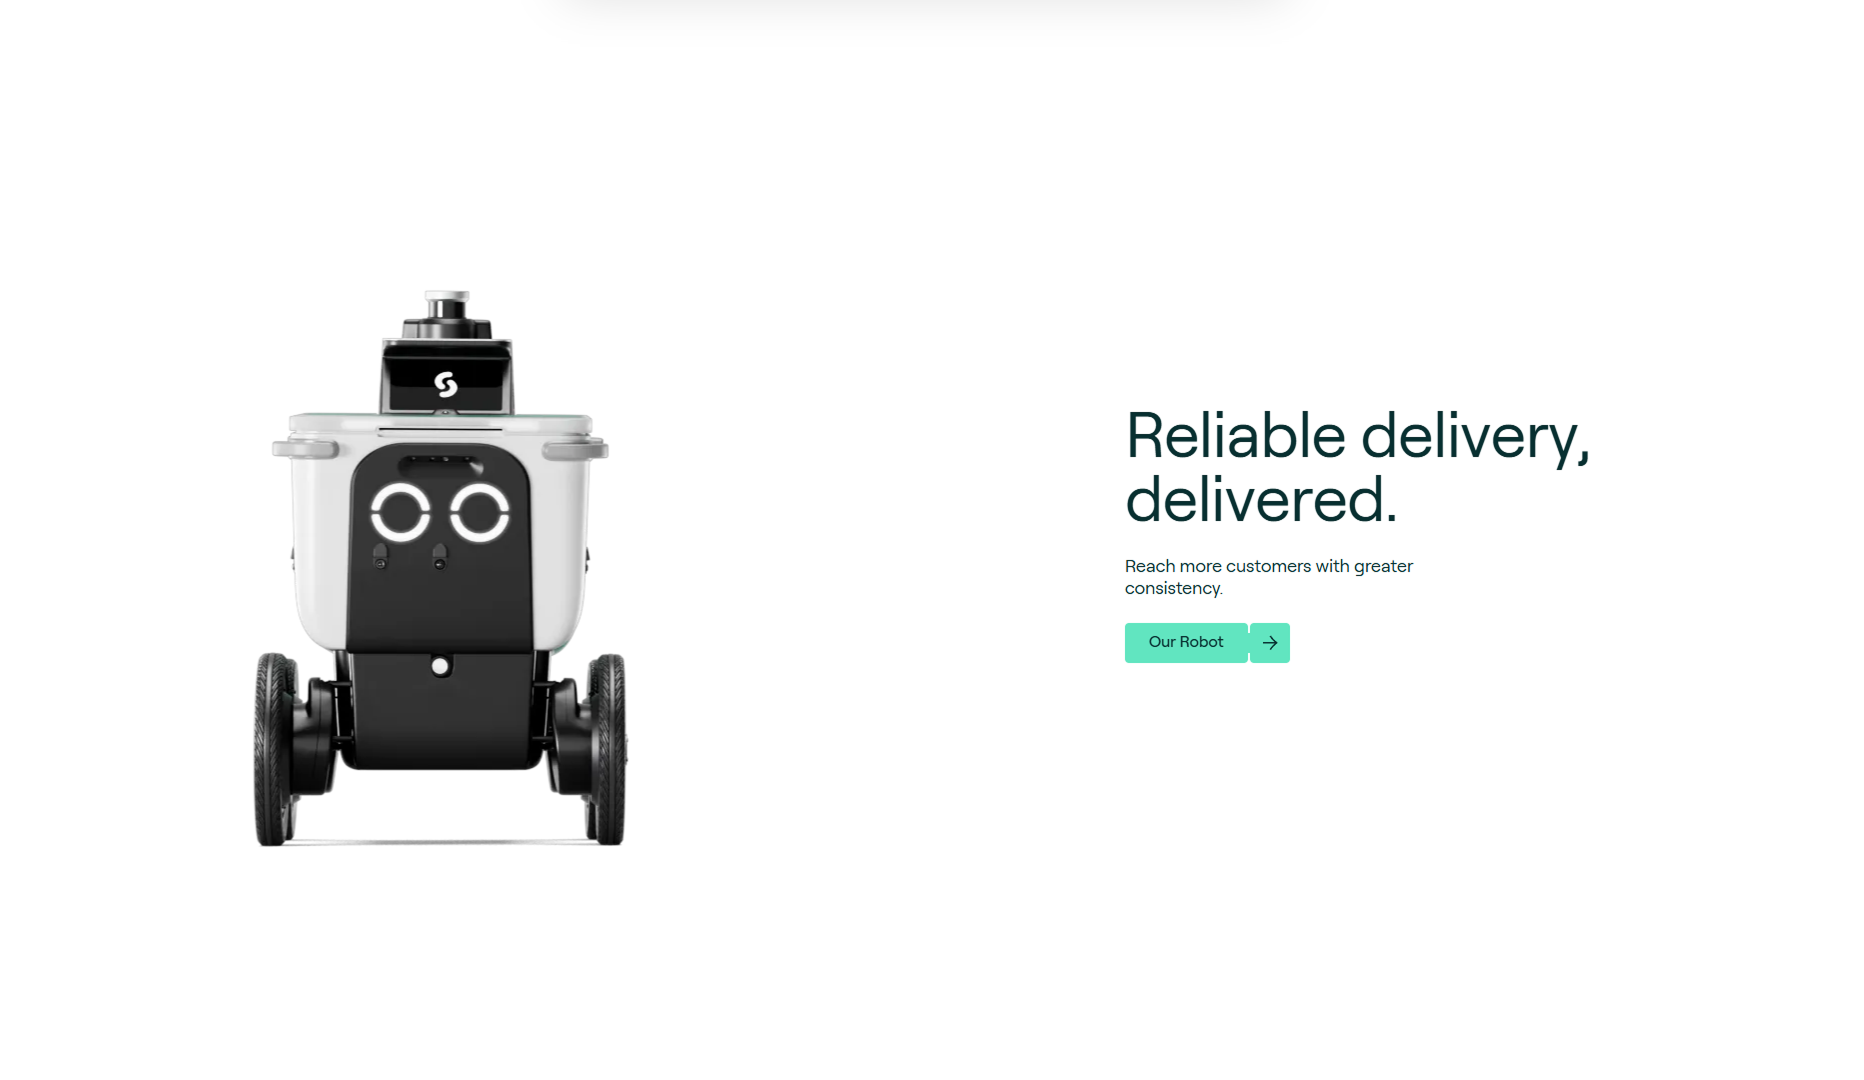 Reliable delivery,
delivered.
Reach more customers with greater
consistency.
Our Robot